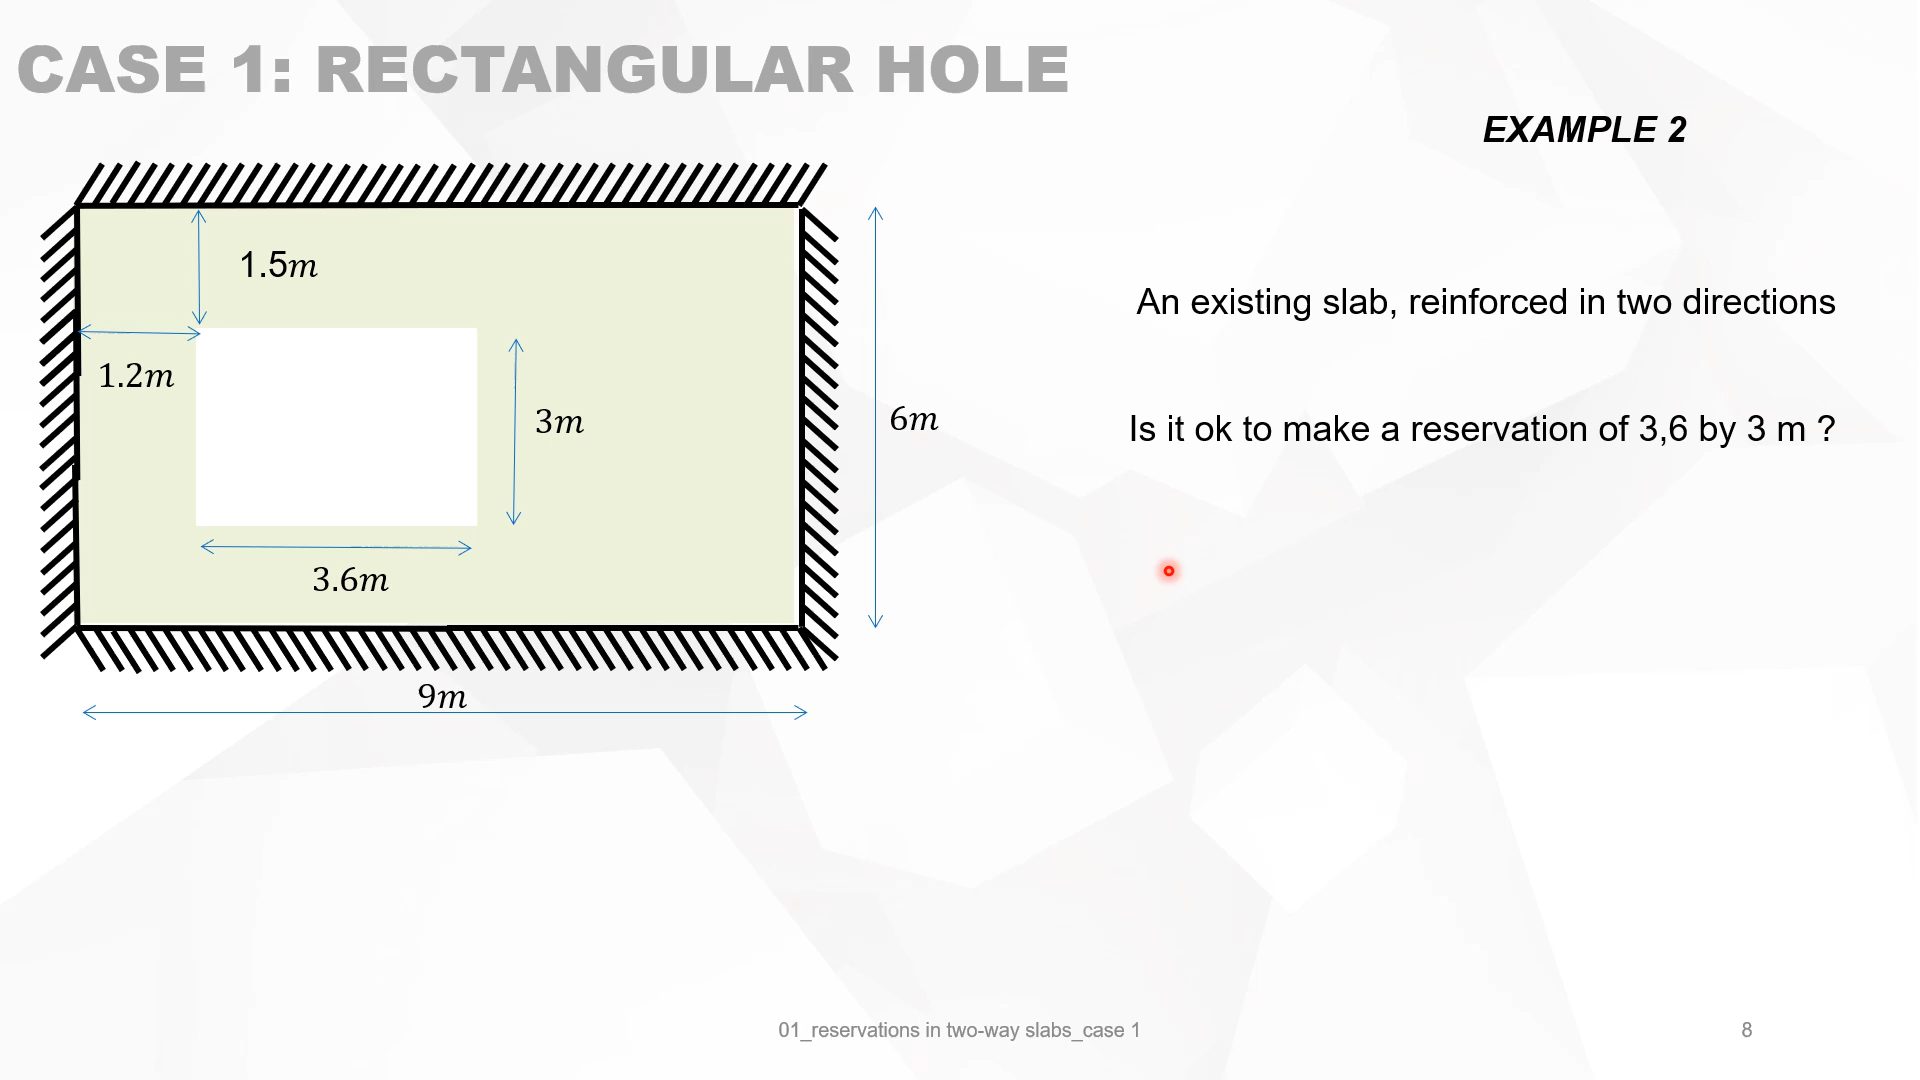 CASE 1: RECTANGULAR HOLE
EXAMPLE 2
1.5m
An existing slab, reinforced in two directions
1.2m
3m
6m
Is it ok to make a reservation of 3,6 by 3 m ?
3.6m
9m
01_reservations in two-way slabs_case 1
8